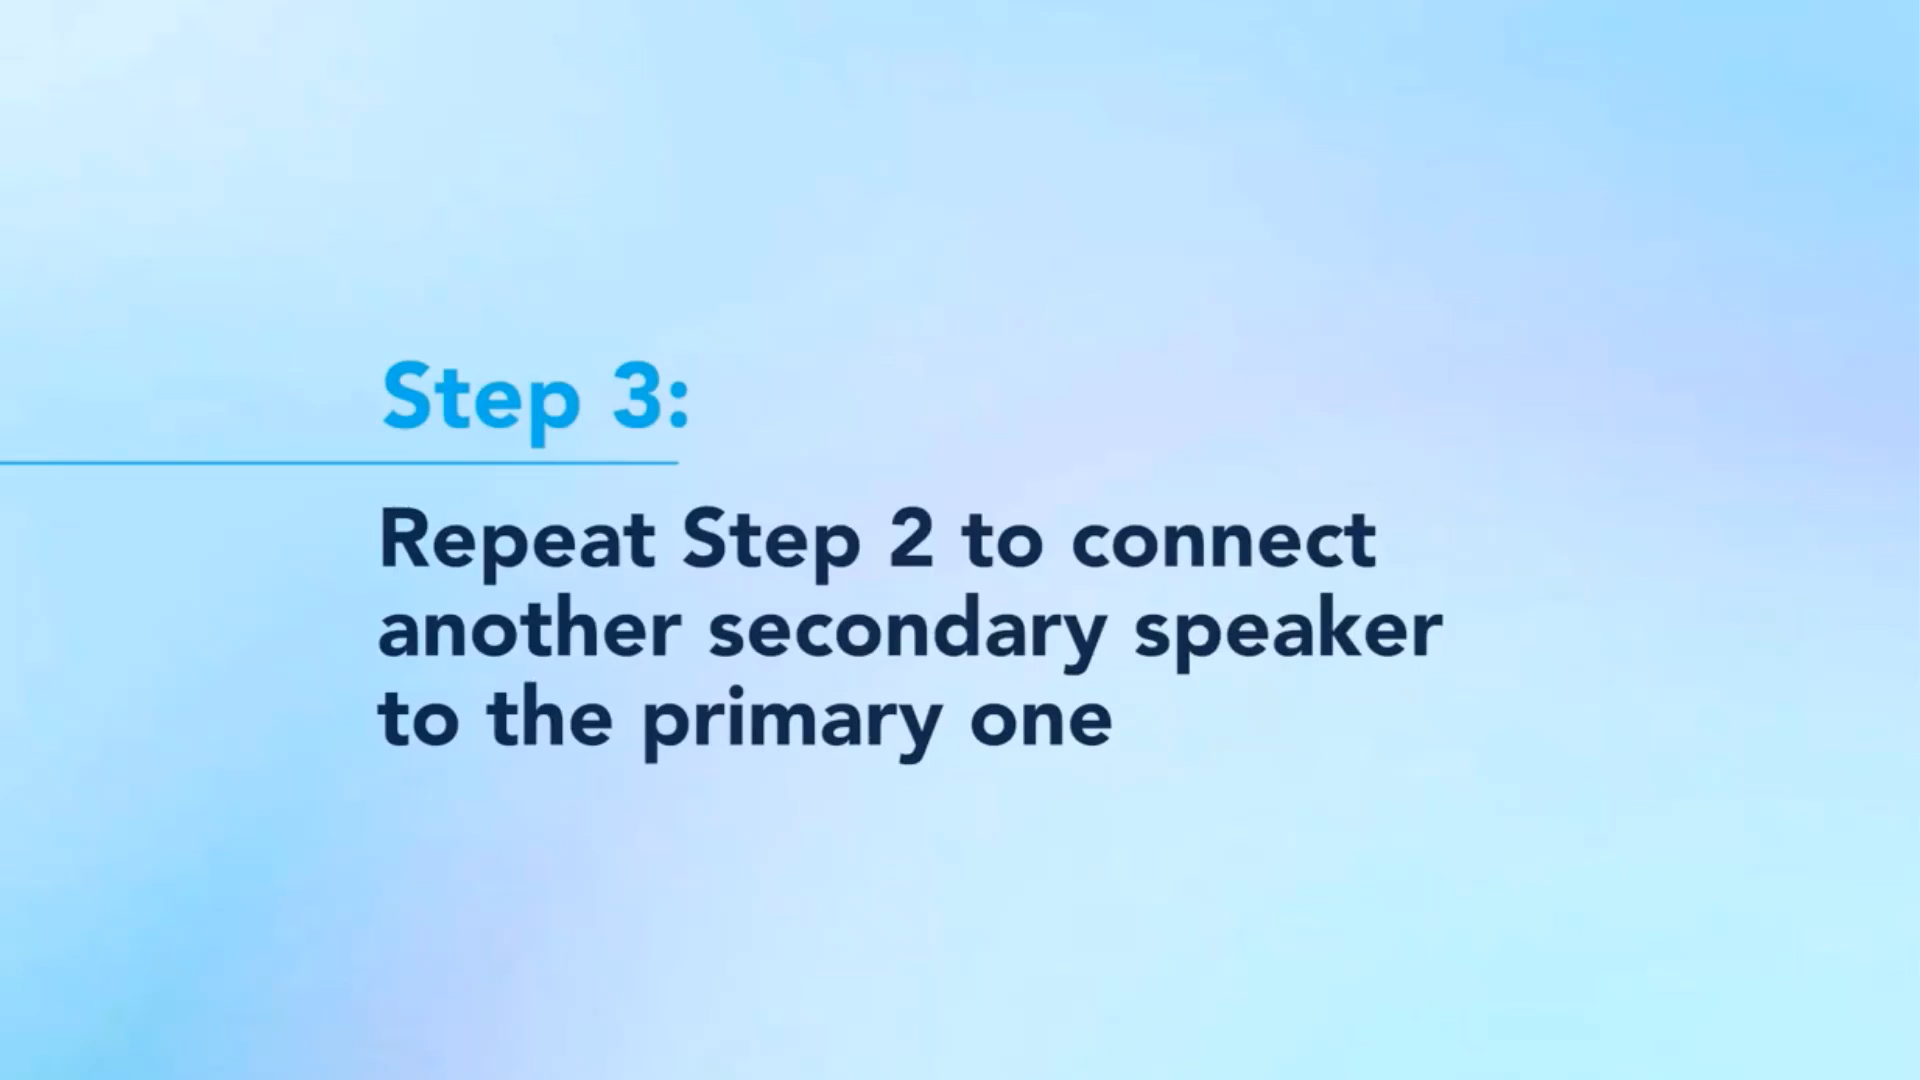 Step 3:
Repeat Step 2 to connect
another secondary speaker
to the primary one